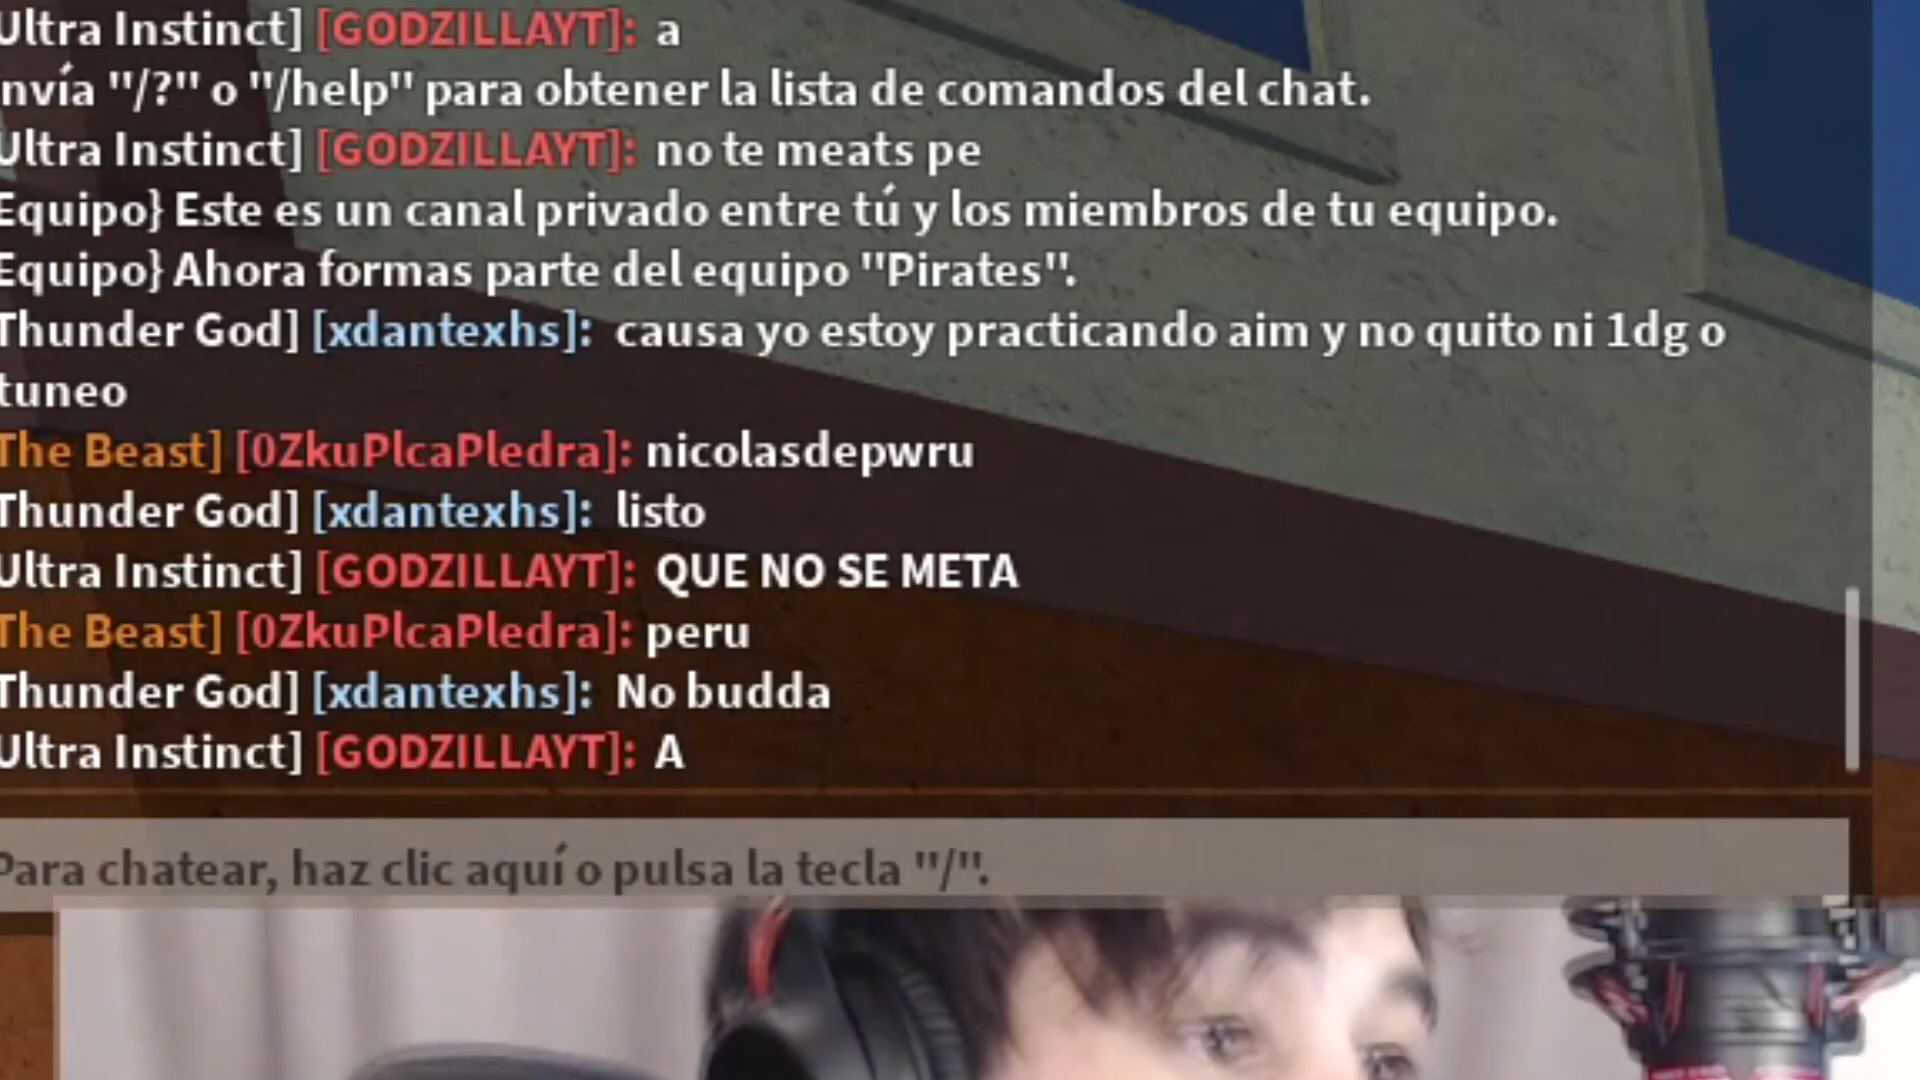 Ultra Instinct] [GODZILLAYT]: a
nvía "/?" o "/help" para obtener la lista de comandos del chat.
Ultra Instinct] [GODZILLAYT]: no te meats pe
Equipo} Este es un canal privado entre tú y los miembros de tu equipo.
Equipo} Ahora formas parte del equipo "Pirates".
Thunder God] [xdantexhs]: causa yo estoy practicando aim y no quito ni 1dg o
tuneo
The Beast] [0ZkuPlcaPledra]: nicolasdepwru
Thunder God] [xdantexhs]: listo
Ultra Instinct] [GODZILLAYT]: QUE NO SE META
The Beast] [0ZkuPlcaPledra]: peru
Thunder God] [xdantexhs]: No budda
Ultra Instinct] [GODZILLAYT]: A
Para chatear, haz clic aquí o pulsa la tecla "/".